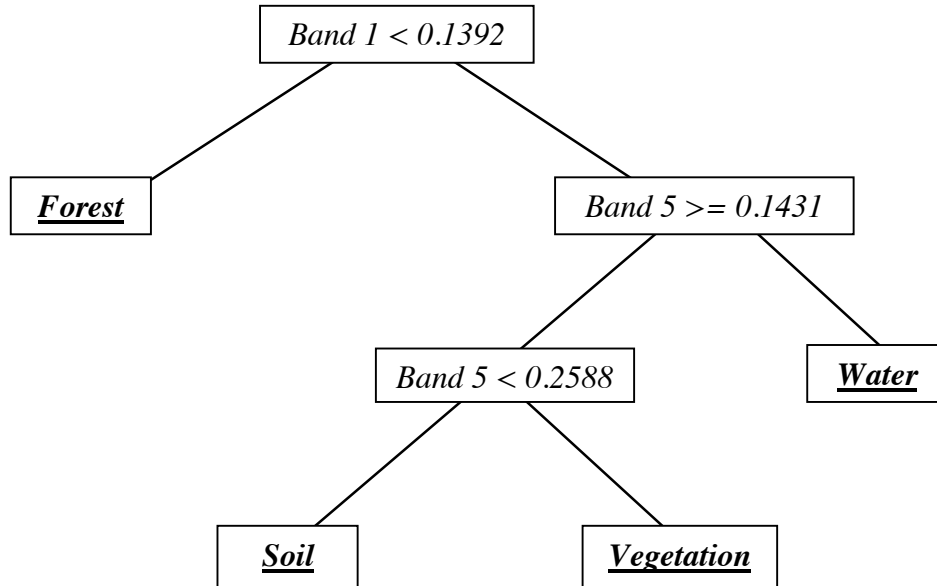 Band 1 < 0.1392
Forest
Band 5 >= 0.1431
Band 5 < 0.2588
Water
Soil
Vegetation